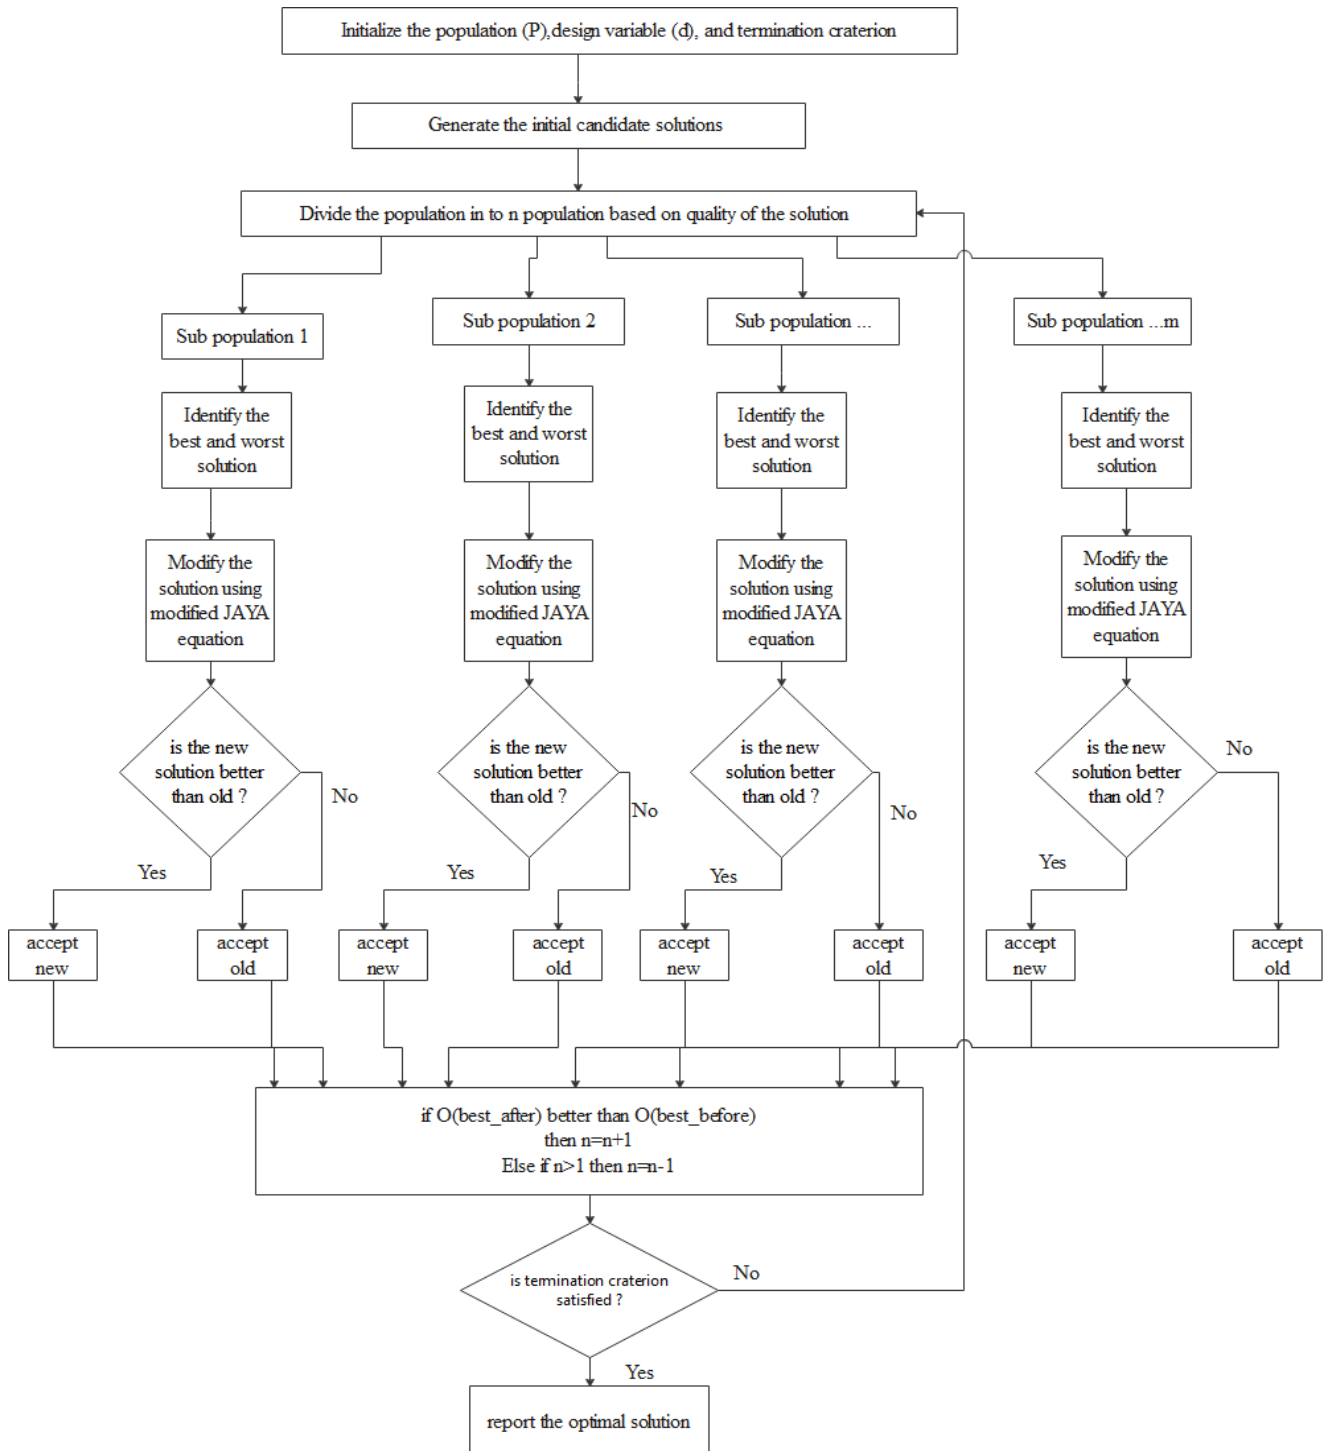 Initialize the population (P),design variable (d), and termination craterion
Generate the initial candidate solutions
Divide the population in to n population based on quality of the solution
Sub population 1
Sub population 2
Sub population ...
Sub population ...m
Identify the
best and worst
solution
Identify the
best and worst
solution
Identify the
best and worst
solution
Identify the
best and worst
solution
Modify the
solution using
modified JAYA
equation
Modify the
solution using
modified JAYA
equation
Modify the
solution using
modified JAYA
equation
Modify the
solution using
modified JAYA
equation
is the new
solution better
than old ?
No
Yes
is the new
solution better
than old ?
No
Yes
is the new
solution better
than old ?
No
Yes
is the new
solution better
than old ?
No
Yes
accept
new
accept
old
accept
new
accept
old
accept
new
accept
old
accept
new
accept
old
if O(best_after) better than O(best_before)
then n=n+1
Else if n>1 then n=n-1
is termination craterion
satisfied ?
No
Yes
report the optimal solution